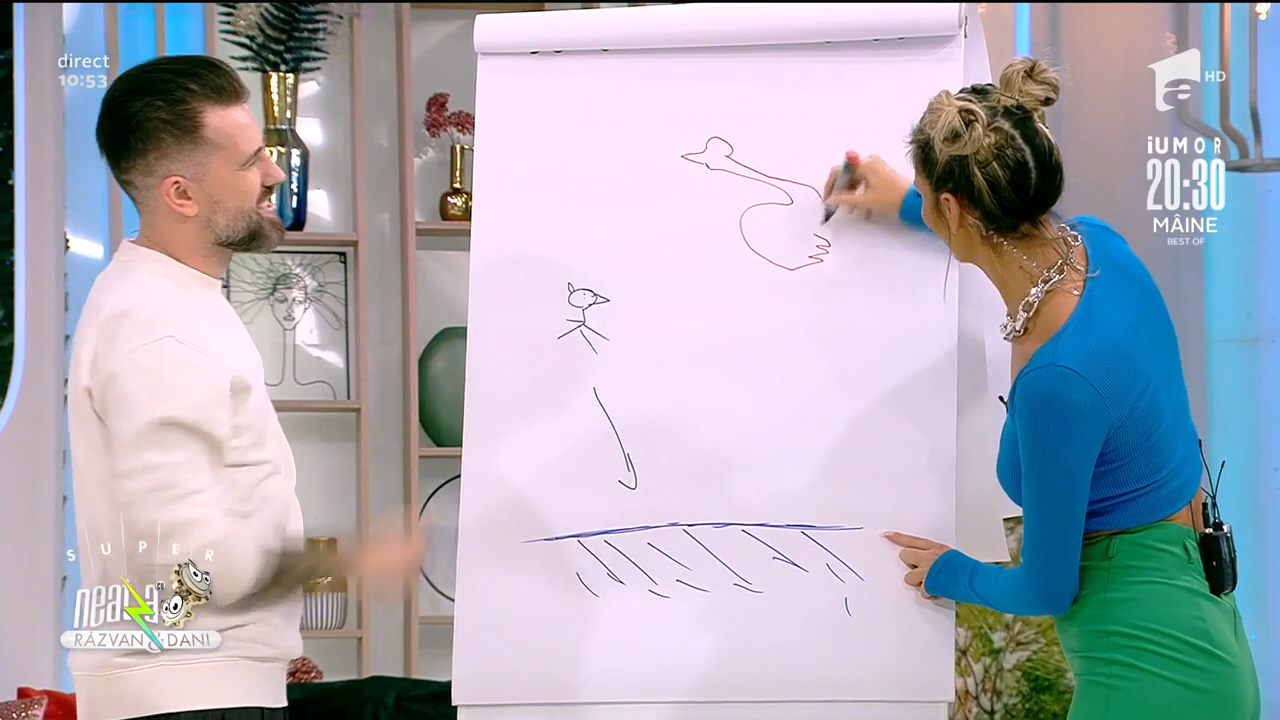 direct
10:53
HD
iUMOR
20:30
MÂINE
BEST OF
SUPER
neatza
RĂZVAN & DANI